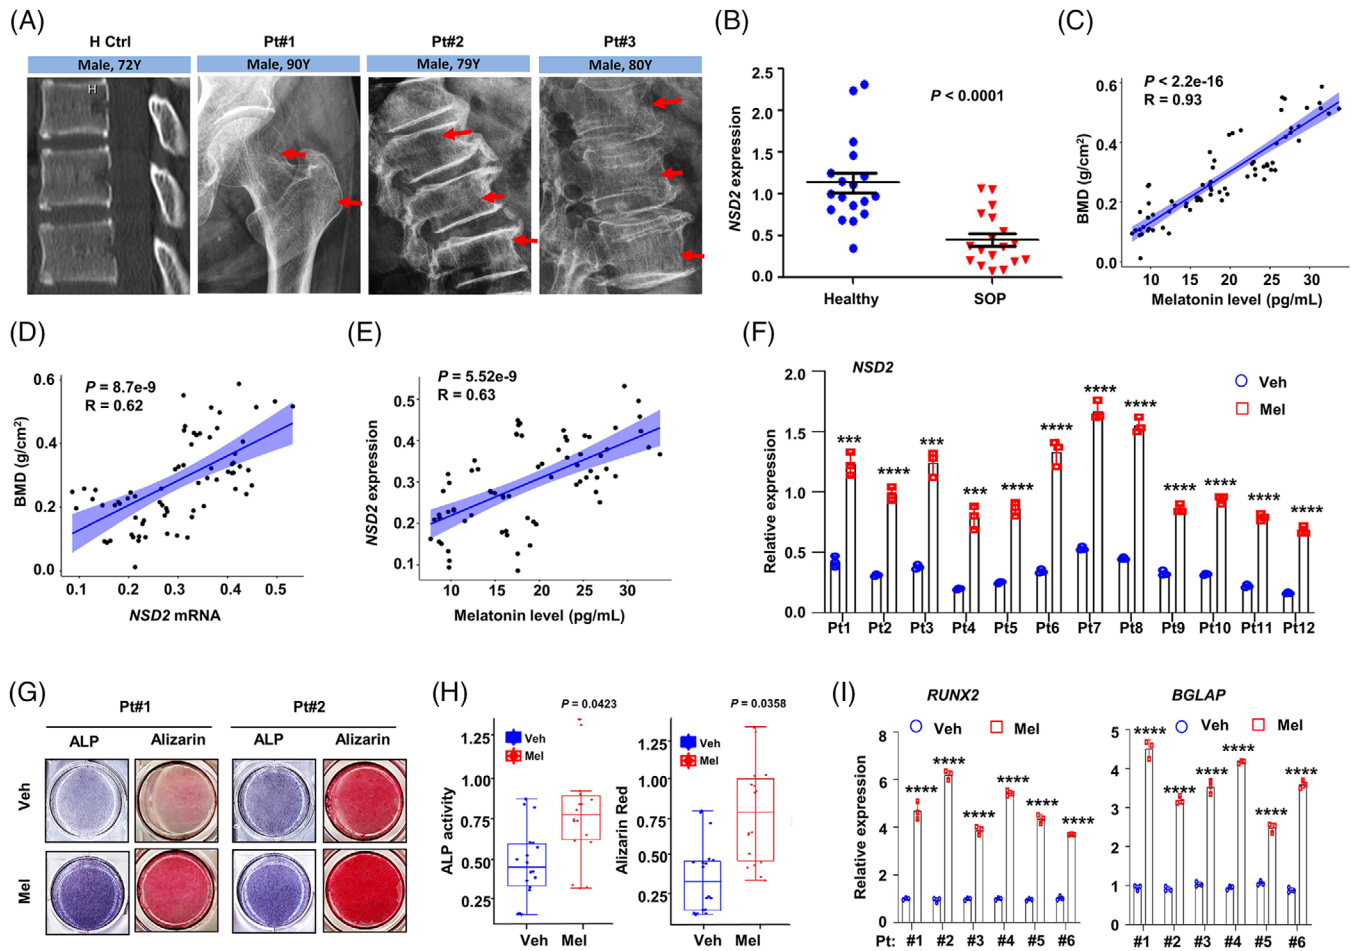 (A)
H Ctrl Pt#1 Pt#2 Pt#3
Male, 72Y Male, 90Y Male, 79Y Male, 80Y
H
(B)
NSD2 expression
2.5
2.0
1.5
1.0
0.5
0.0
P < 0.0001
Healthy SOP
(C)
BMD (g/cm2)
0.6
0.4
0.2
0.0
P < 2.2e-16
R = 0.93
10 15 20 25 30
Melatonin level (pg/mL)
(D)
BMD (g/cm2)
0.6
0.4
0.2
0.0
P = 8.7e-9
R = 0.62
0.1 0.2 0.3 0.4 0.5
NSD2 mRNA
(E)
NSD2 expression
0.5
0.4
0.3
0.2
0.1
P = 5.52e-9
R = 0.63
10 15 20 25 30
Melatonin level (pg/mL)
(F)
NSD2
Veh
Mel
Relative expression
2.0
1.5
1.0
0.5
0.0
*** **** *** *** **** **** **** **** **** **** **** ****
Pt1 Pt2 Pt3 Pt4 Pt5 Pt6 Pt7 Pt8 Pt9 Pt10 Pt11 Pt12
(G)
Pt#1 Pt#2
ALP Alizarin ALP Alizarin
Veh
Mel
(H)
P = 0.0423
Veh
Mel
ALP activity
1.25
1.00
0.75
0.50
0.25
Veh Mel
P = 0.0358
Veh
Mel
Alizarin Red
1.25
1.00
0.75
0.50
0.25
Veh Mel
(I)
RUNX2
Veh Mel
Relative expression
8
6
4
2
0
**** **** **** **** **** ****
Pt: #1 #2 #3 #4 #5 #6
BGLAP
Veh Mel
5
4
3
2
1
0
**** **** **** **** **** ****
#1 #2 #3 #4 #5 #6